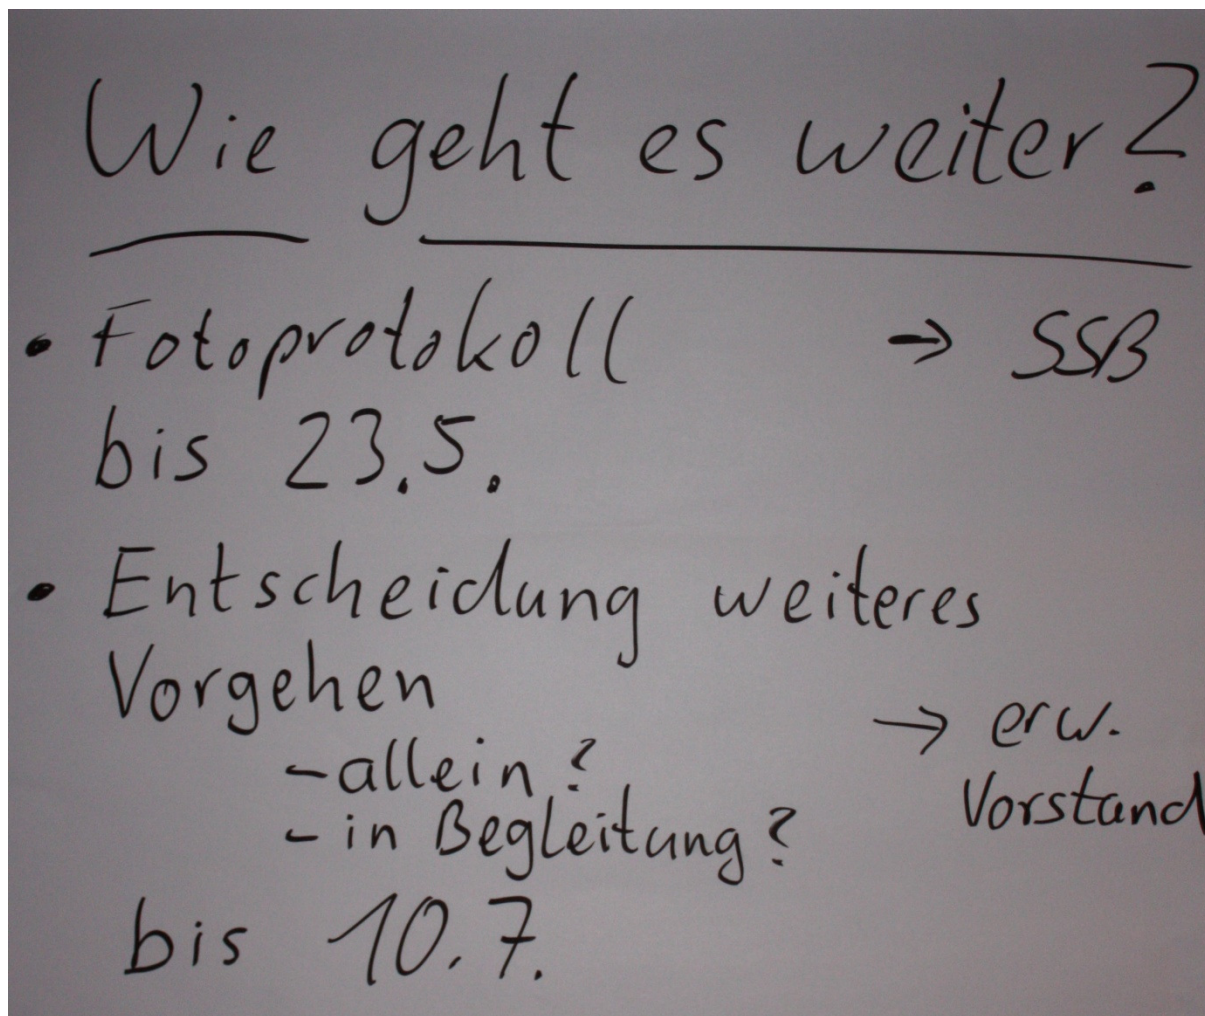 Wie geht es weiter?
• Fotoprotokoll → SSB
bis 23.5.
• Entscheidung weiteres
Vorgehen
→ erw.
- allein?
Vorstand
- in Begleitung?
bis 10.7.